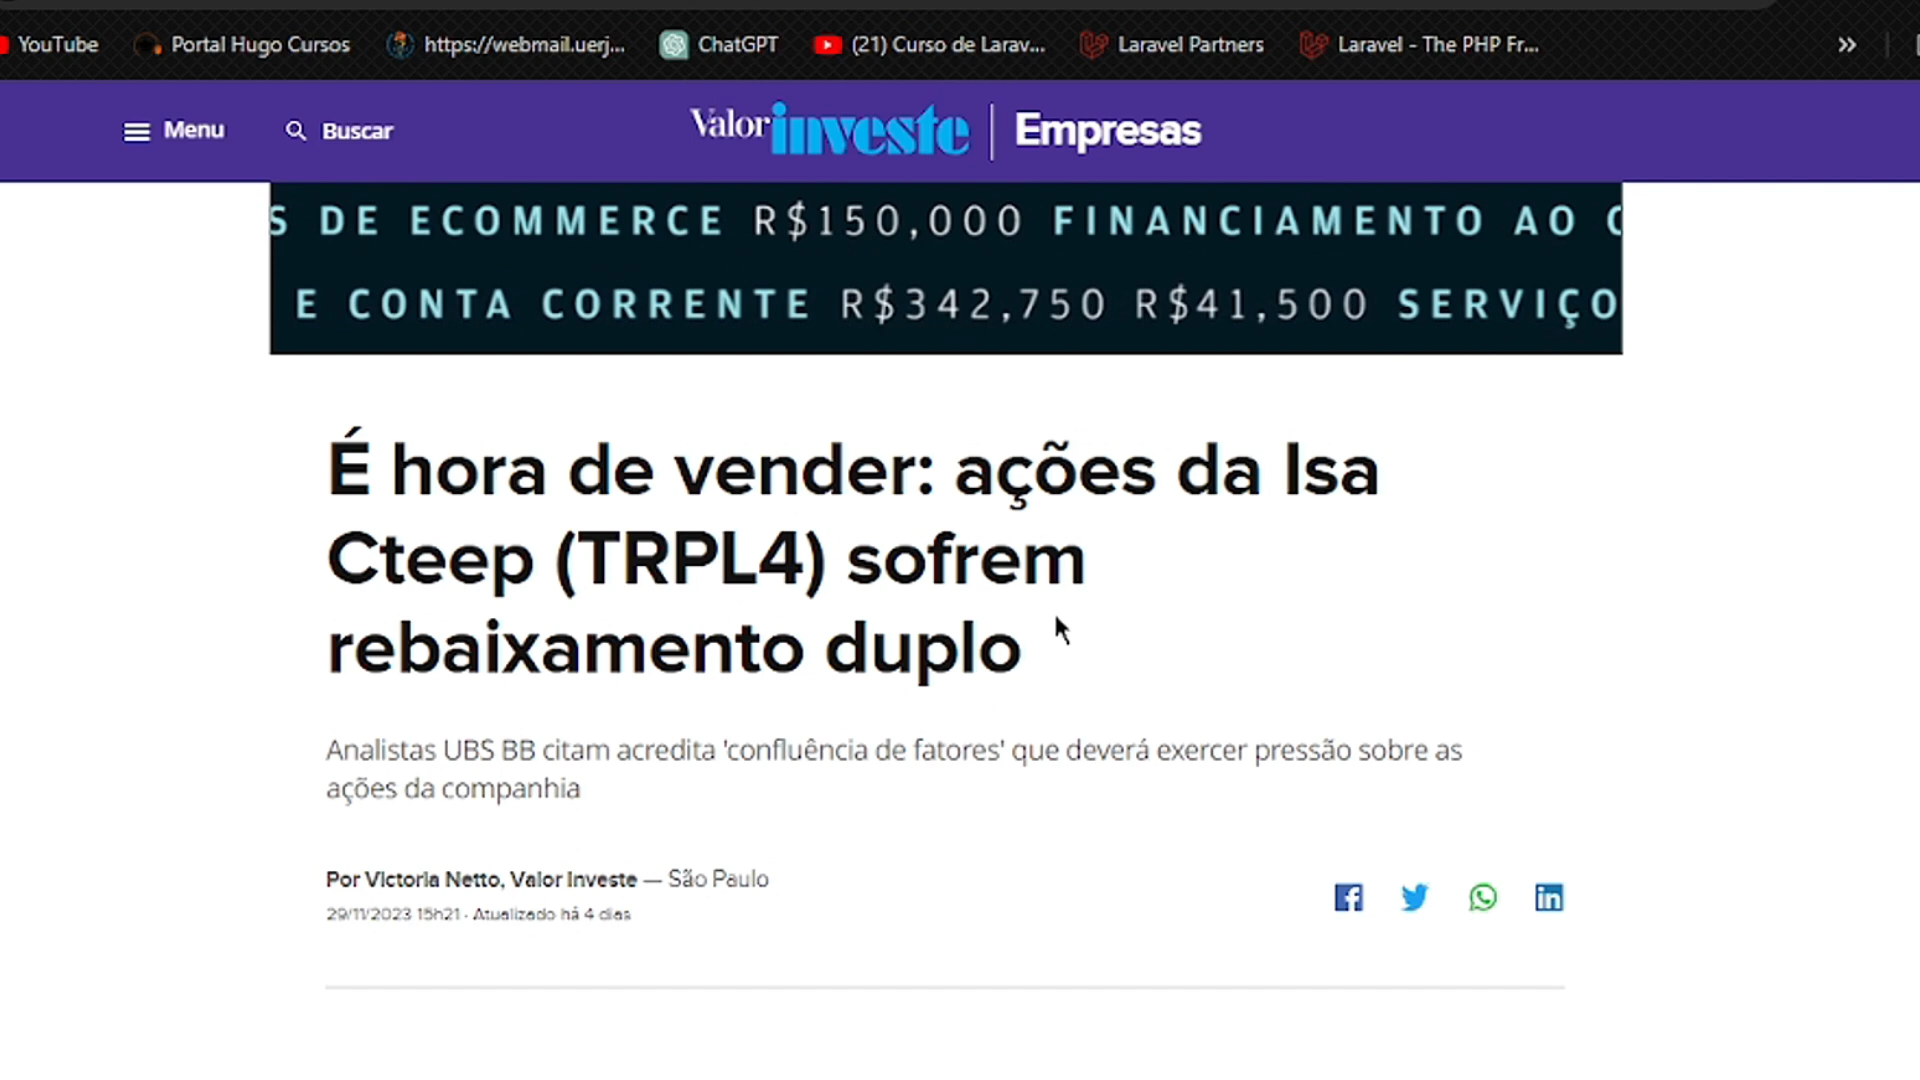 YouTube Portal Hugo Cursos https://webmail.uerj... ChatGPT (21) Curso de Larav... Laravel Partners Laravel - The PHP Fr... »
Menu Buscar Valor investe | Empresas
S DE ECOMMERCE R$150,000 FINANCIAMENTO AO
E CONTA CORRENTE R$342,750 R$41,500 SERVIÇO
É hora de vender: ações da Isa
Cteep (TRPL4) sofrem
rebaixamento duplo
Analistas UBS BB citam acredita 'confluência de fatores' que deverá exercer pressão sobre as
ações da companhia
Por Victoria Netto, Valor Investe — São Paulo
29/11/2023 15h21 · Atualizado há 4 dias